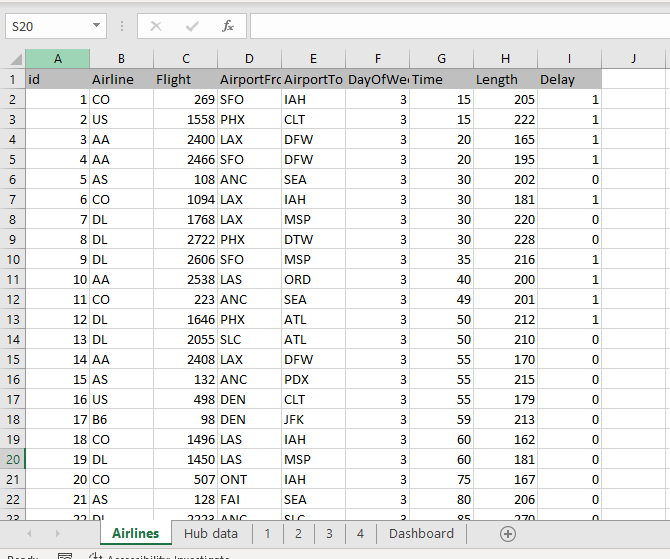 S20 fx
A B C D E F G H I J
1 id Airline Flight AirportFro AirportTo DayOfWee Time Length Delay
2 1 CO 269 SFO IAH 3 15 205 1
3 2 US 1558 PHX CLT 3 15 222 1
4 3 AA 2400 LAX DFW 3 20 165 1
5 4 AA 2466 SFO DFW 3 20 195 1
6 5 AS 108 ANC SEA 3 30 202 0
7 6 CO 1094 LAX IAH 3 30 181 1
8 7 DL 1768 LAX MSP 3 30 220 0
9 8 DL 2722 PHX DTW 3 30 228 0
10 9 DL 2606 SFO MSP 3 35 216 1
11 10 AA 2538 LAS ORD 3 40 200 1
12 11 CO 223 ANC SEA 3 49 201 1
13 12 DL 1646 PHX ATL 3 50 212 1
14 13 DL 2055 SLC ATL 3 50 210 0
15 14 AA 2408 LAX DFW 3 55 170 0
16 15 AS 132 ANC PDX 3 55 215 0
17 16 US 498 DEN CLT 3 55 179 0
18 17 B6 98 DEN JFK 3 59 213 0
19 18 CO 1496 LAS IAH 3 60 162 0
20 19 DL 1450 LAS MSP 3 60 181 0
21 20 CO 507 ONT IAH 3 75 167 0
22 21 AS 128 FAI SEA 3 80 206 0
23 22 DL 2223 ANC SLC 3 85 270 0
Airlines Hub data 1 2 3 4 Dashboard
Ready Accessibility: Investigate